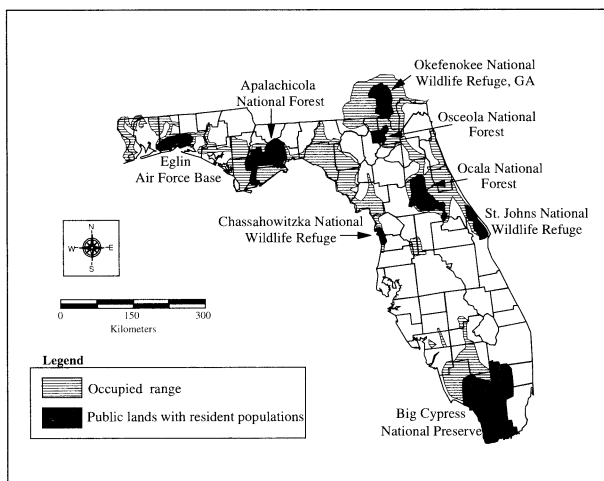 Okefenokee National
Wildlife Refuge, GA
Apalachicola
National Forest
Osceola National
Forest
Eglin
Air Force Base
Ocala National
Forest
Chassahowitzka National
Wildlife Refuge
St. Johns National
Wildlife Refuge
N
W E
S
0 150 300
Kilometers
Legend
Occupied range
Public lands with resident populations
Big Cypress
National Preserve